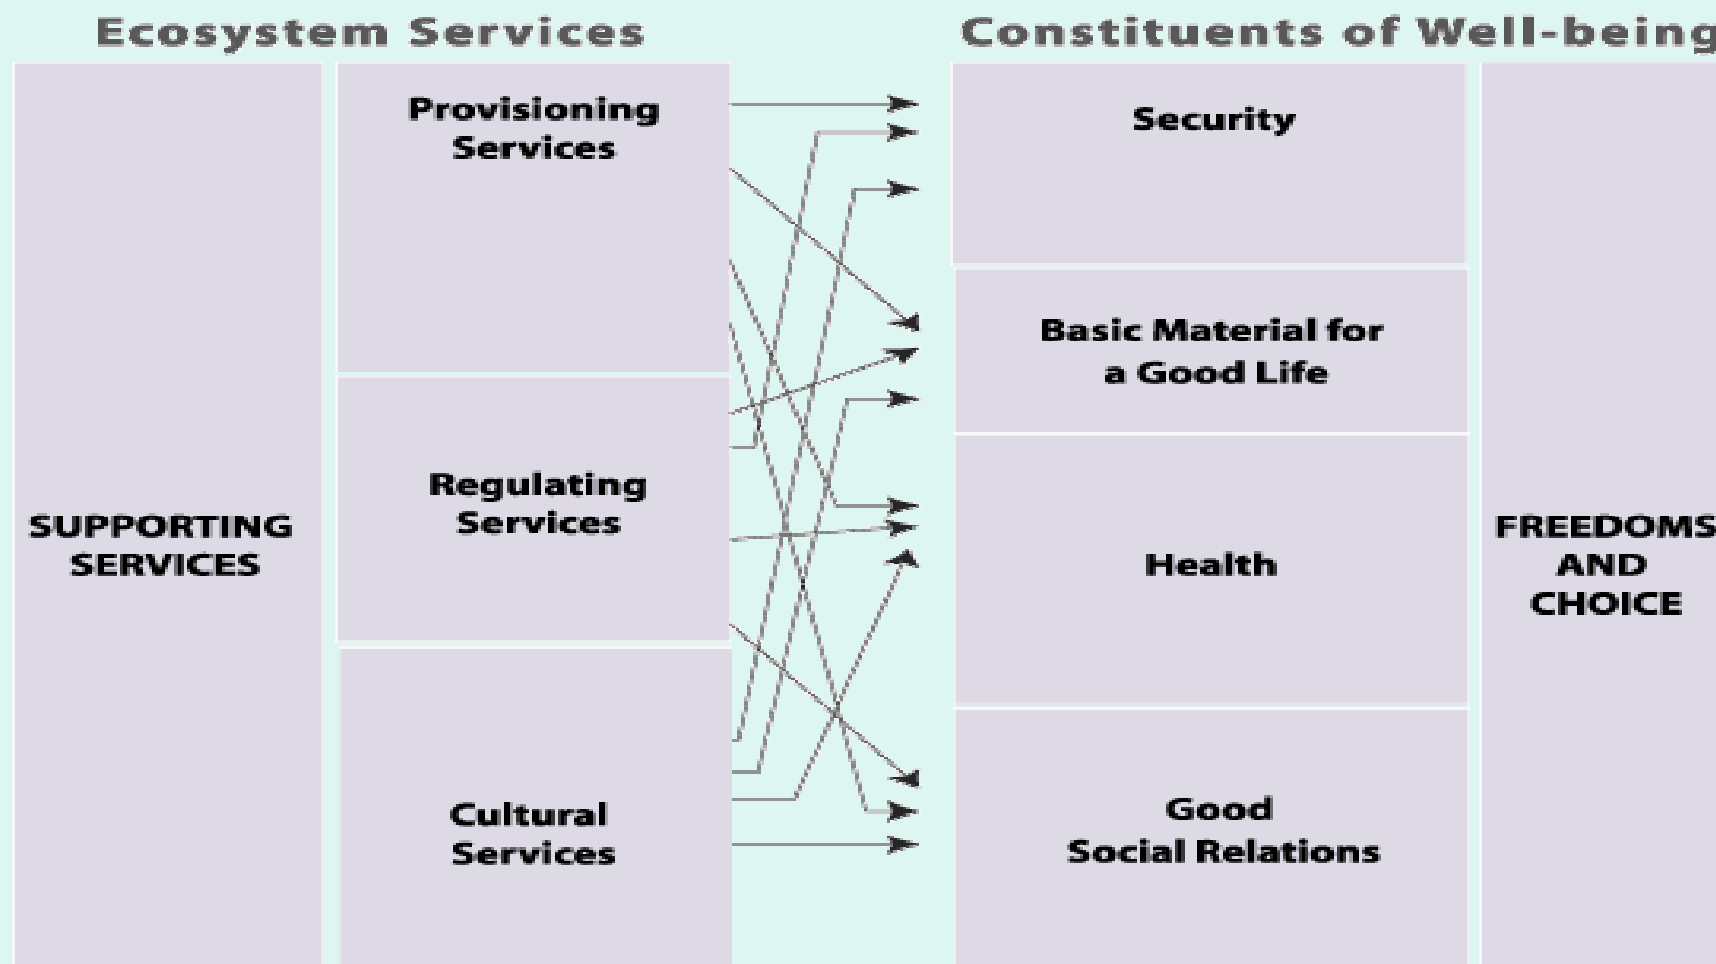 Ecosystem Services
Constituents of Well-being
SUPPORTING
SERVICES
Provisioning
Services
Regulating
Services
Cultural
Services
Security
Basic Material for
a Good Life
Health
Good
Social Relations
FREEDOMS
AND
CHOICE